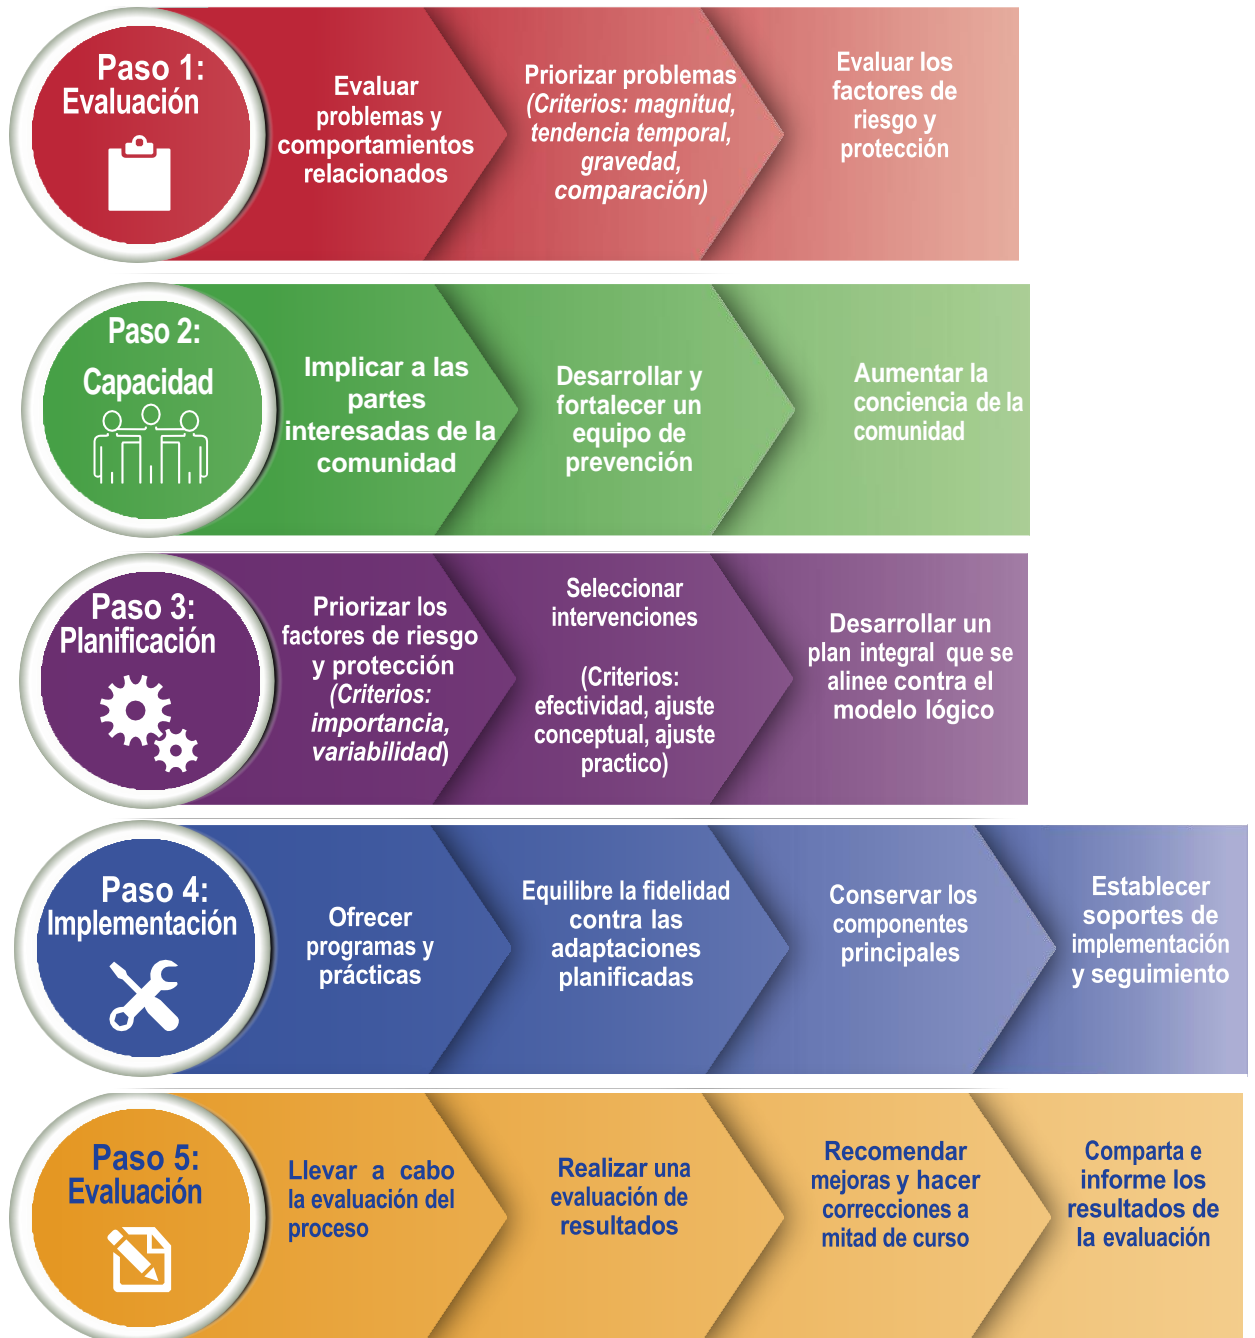 Paso 1:
Evaluación
Evaluar
problemas y
comportamientos
relacionados
Priorizar problemas
(Criterios: magnitud,
tendencia temporal,
gravedad,
comparación)
Evaluar los
factores de
riesgo y
protección
Paso 2:
Capacidad
Implicar a las
partes
interesadas de la
comunidad
Desarrollar y
fortalecer un
equipo de
prevención
Aumentar la
conciencia de la
comunidad
Paso 3:
Planificación
Priorizar los
factores de riesgo
y protección
(Criterios:
importancia,
variabilidad)
Seleccionar
intervenciones
(Criterios:
efectividad, ajuste
conceptual, ajuste
practico)
Desarrollar un
plan integral que se
alinee contra el
modelo lógico
Paso 4:
Implementación
Ofrecer
programas y
prácticas
Equilibre la fidelidad
contra las
adaptaciones
planificadas
Conservar los
componentes
principales
Establecer
soportes de
implementación
y seguimiento
Paso 5:
Evaluación
Llevar a cabo
la evaluación del
proceso
Realizar una
evaluación de
resultados
Recomendar
mejoras y hacer
correcciones a
mitad de curso
Comparta e
informe los
resultados de
la evaluación